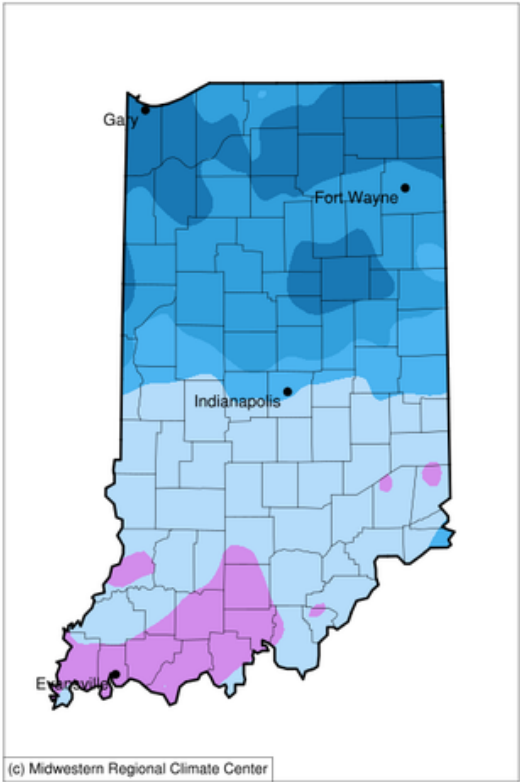 Gary
Fort Wayne
Indianapolis
Evansville
(c) Midwestern Regional Climate Center